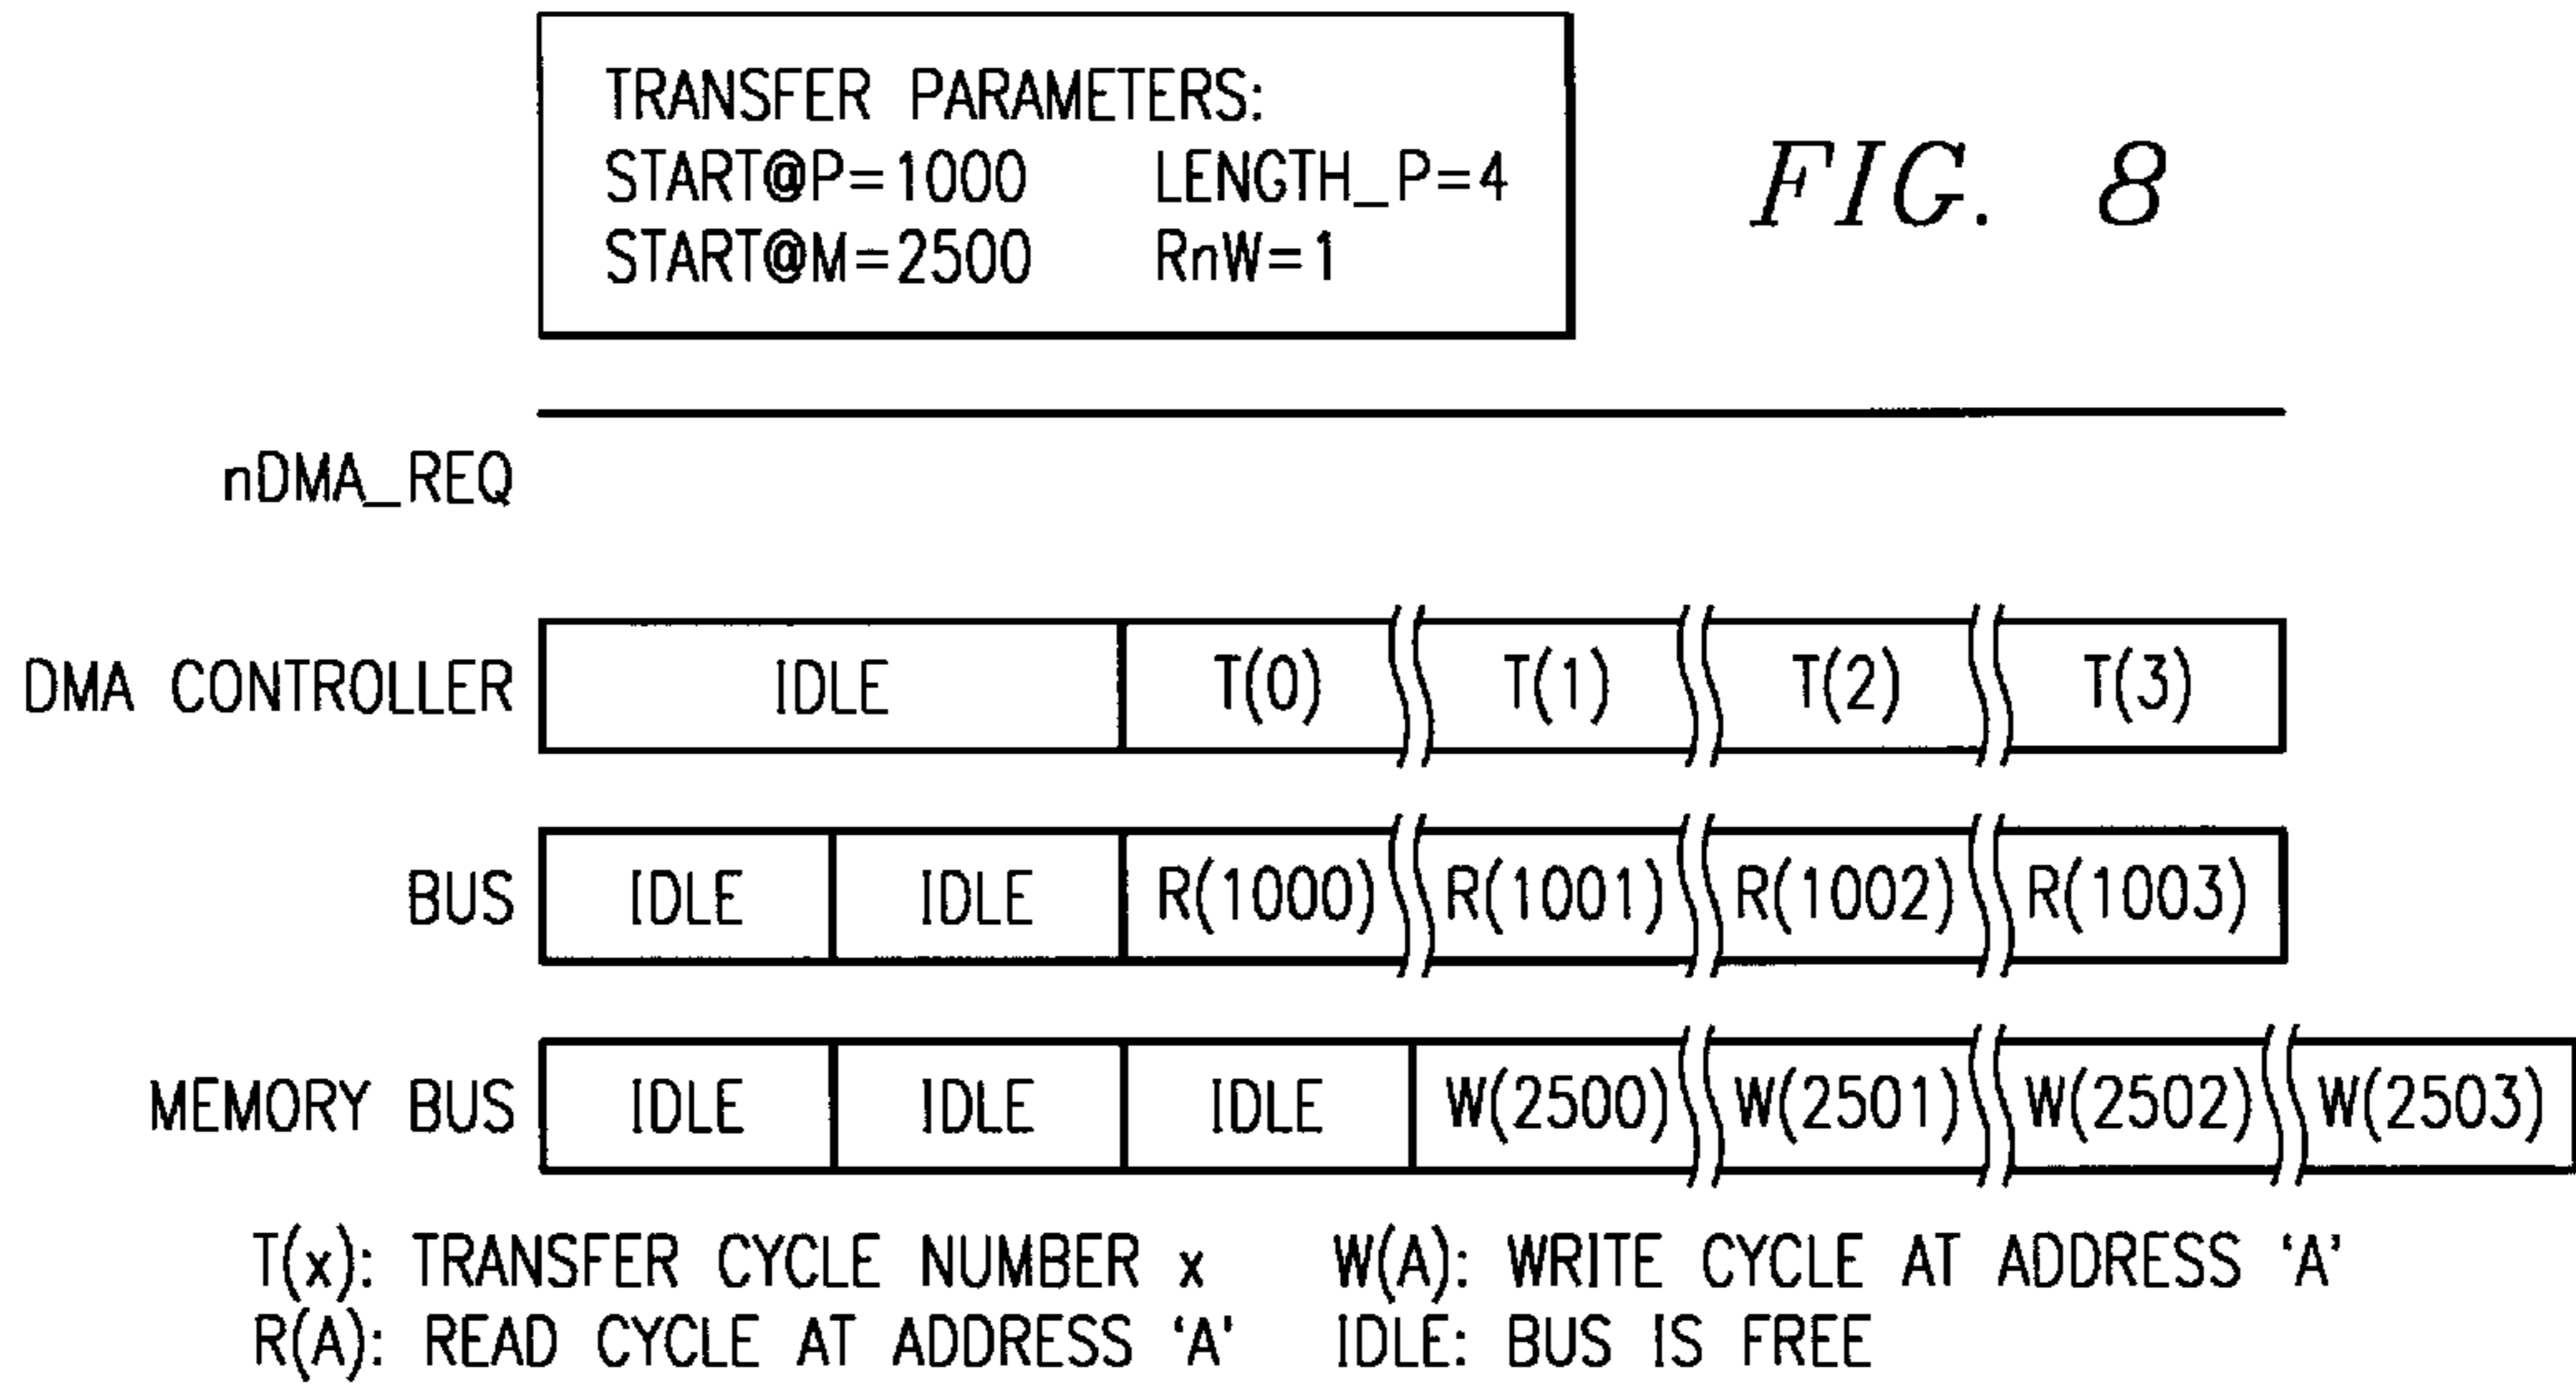 TRANSFER PARAMETERS:
START@P=1000 LENGTH_P=4
START@M=2500 RnW=1
FIG. 8
nDMA_REQ
DMA CONTROLLER IDLE T(0) T(1) T(2) T(3)
BUS IDLE IDLE R(1000) R(1001) R(1002) R(1003)
MEMORY BUS IDLE IDLE IDLE W(2500) W(2501) W(2502) W(2503)
T(x): TRANSFER CYCLE NUMBER x W(A): WRITE CYCLE AT ADDRESS ‘A’
R(A): READ CYCLE AT ADDRESS ‘A' IDLE: BUS IS FREE